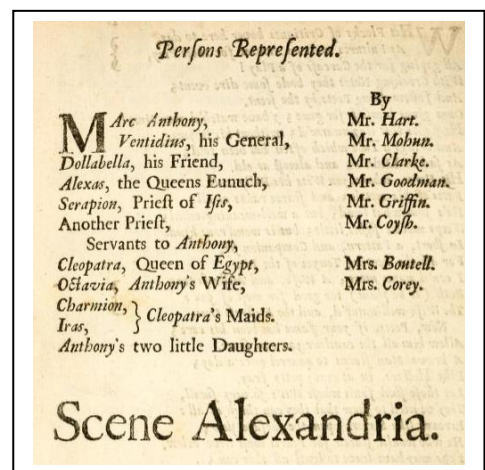 Perſons Repreſented.
By
MArc Anthony, Mr. Hart.
Ventidius, his General, Mr. Mohun.
Dollabella, his Friend, Mr. Clarke.
Alexas, the Queens Eunuch, Mr. Goodman.
Serapion, Prieſt of Iſis, Mr. Griffin.
Another Prieſt, Mr. Coyſh.
Servants to Anthony,
Cleopatra, Queen of Egypt, Mrs. Boutell.
Octavia, Anthony's Wife, Mrs. Corey.
Charmion,
Iras, } Cleopatra's Maids.
Anthony's two little Daughters.
Scene Alexandria.